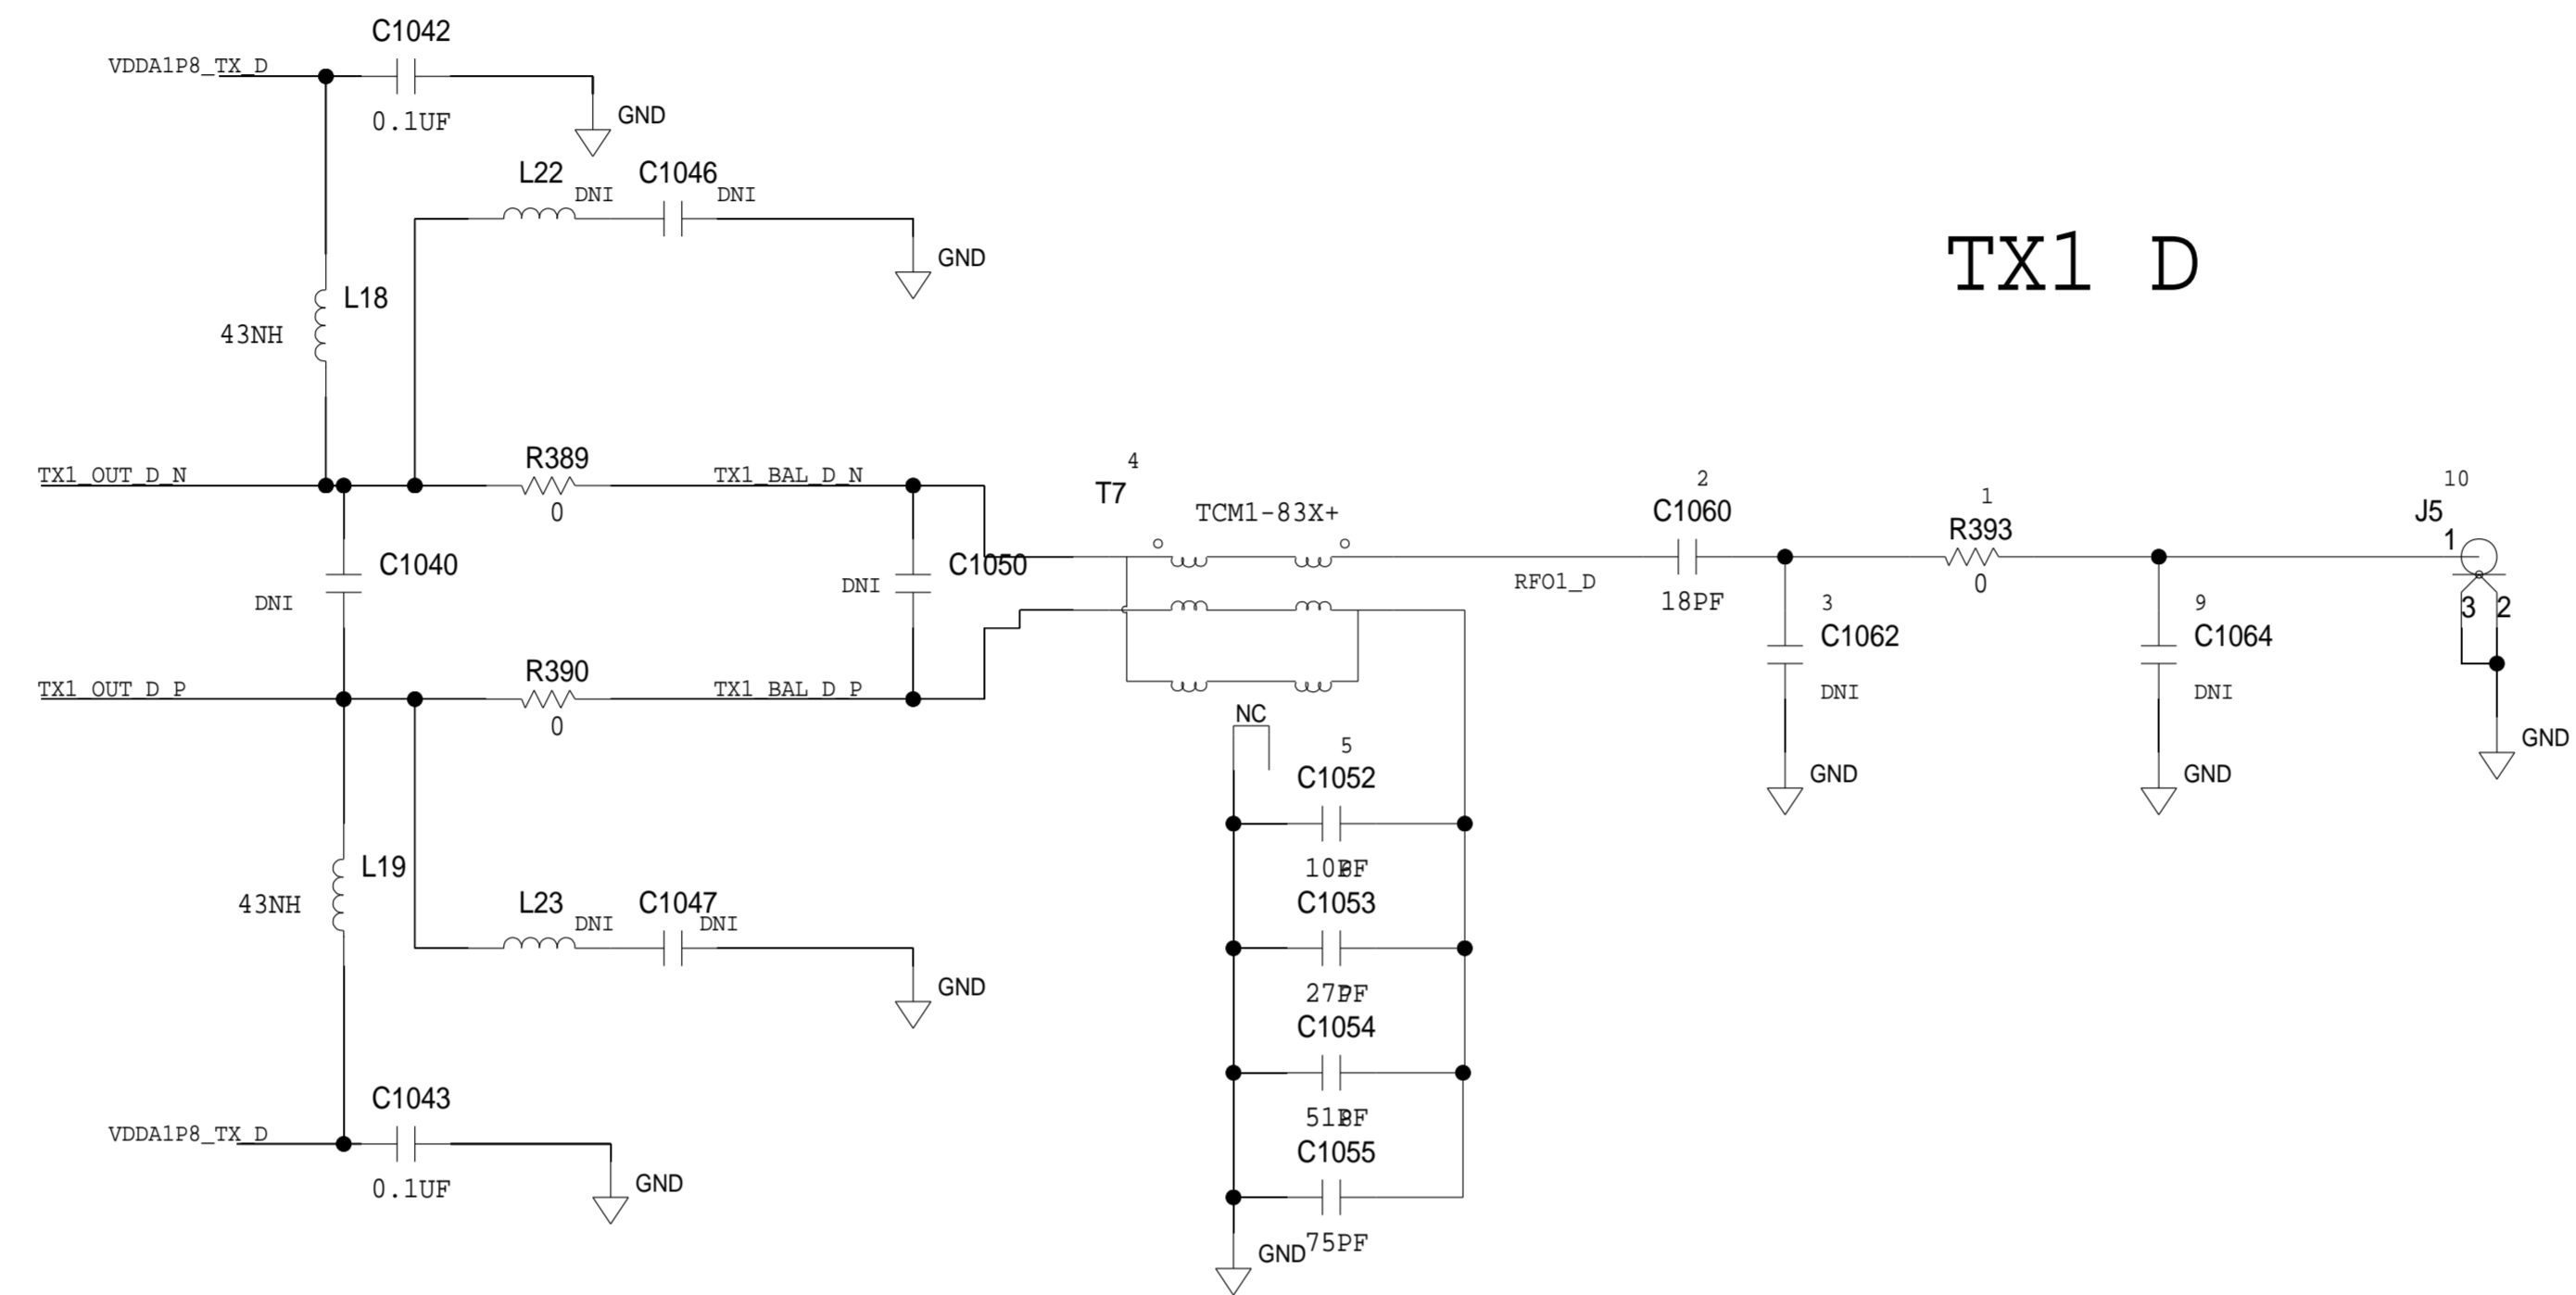 C1042
VDDA1P8_TX_D
0.1UF
GND
L22
DNI
C1046
DNI
GND
TX1 D
L18
43NH
TX1_OUT_D_N
R389
0
TX1_BAL_D_N
4
T7
TCM1-83X+
2
C1060
18PF
1
R393
0
10
J5
1
3
2
GND
RFO1_D
C1040
DNI
C1050
DNI
3
C1062
DNI
GND
9
C1064
DNI
GND
TX1_OUT_D_P
R390
0
TX1_BAL_D_P
NC
5
C1052
10PF
C1053
27PF
C1054
51PF
C1055
75PF
GND
L19
43NH
L23
DNI
C1047
DNI
GND
C1043
VDDA1P8_TX_D
0.1UF
GND